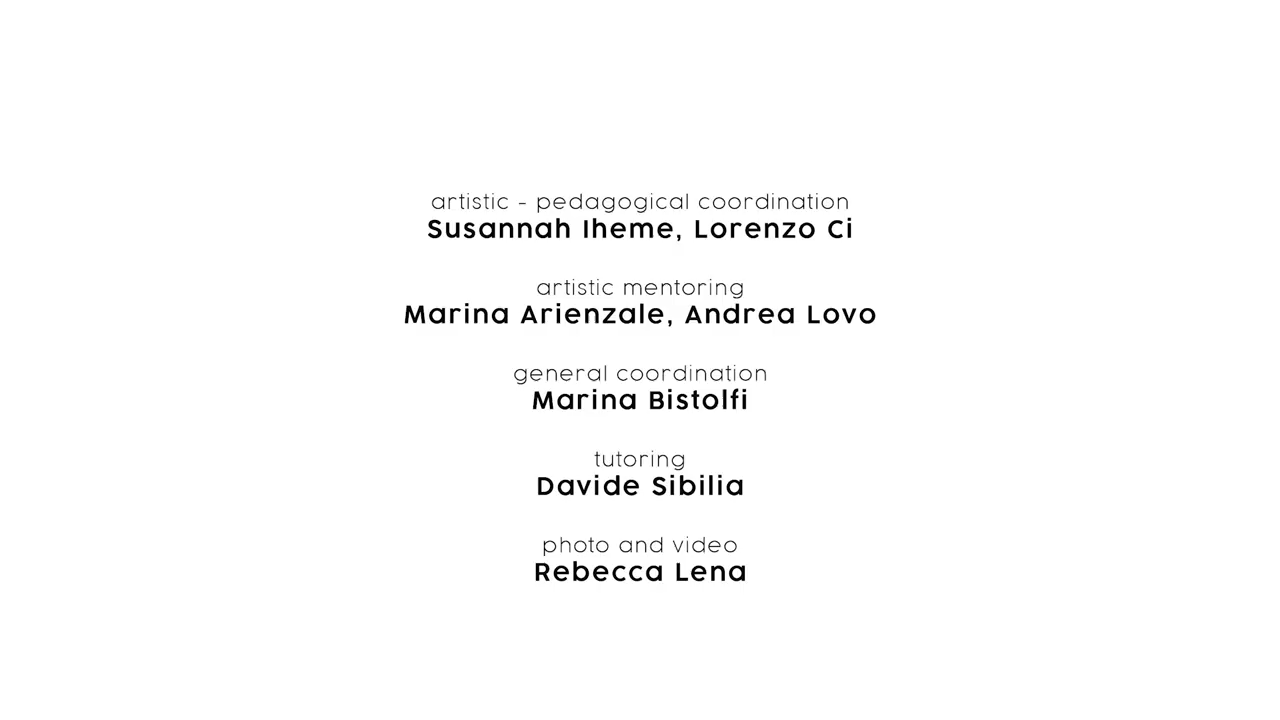 artistic - pedagogical coordination
Susannah Iheme, Lorenzo Ci
artistic mentoring
Marina Arienzale, Andrea Lovo
general coordination
Marina Bistolfi
tutoring
Davide Sibilia
photo and video
Rebecca Lena